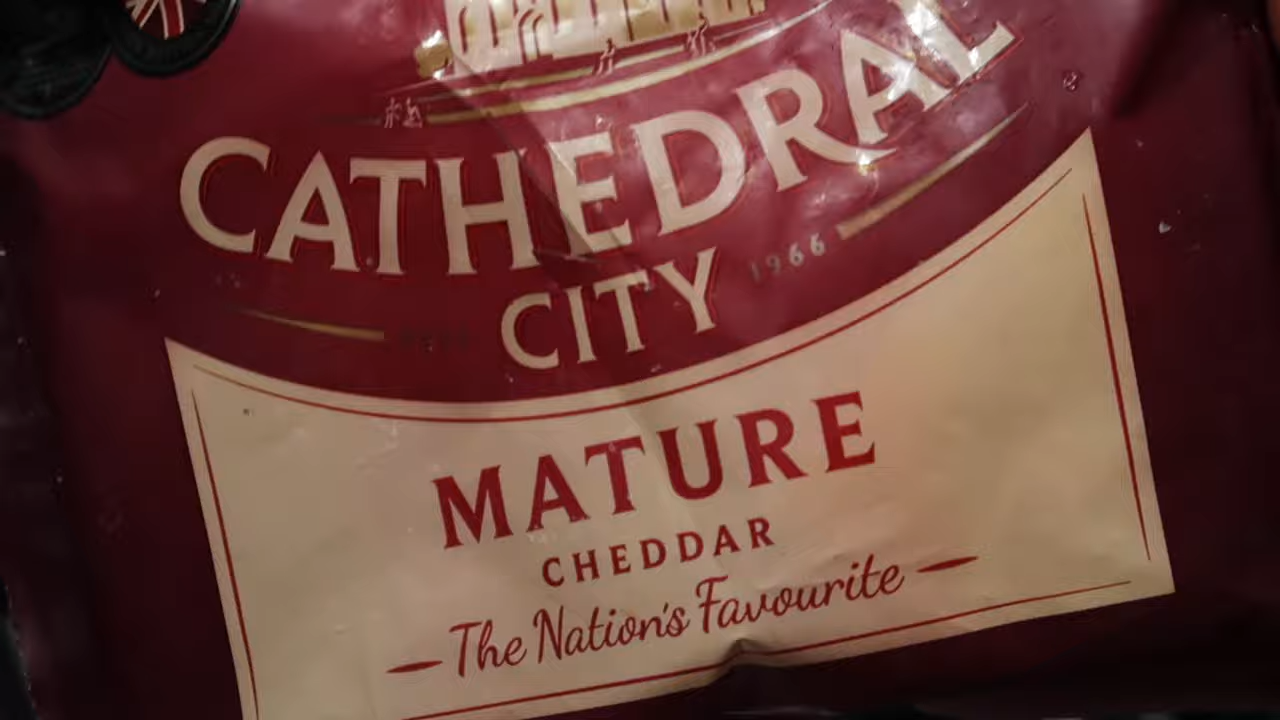 CATHEDRAL
CITY
1966
MATURE
CHEDDAR
The Nation's Favourite